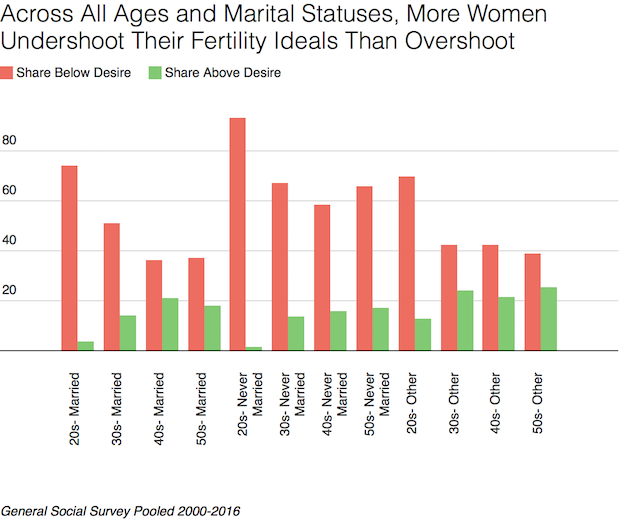 Across All Ages and Marital Statuses, More Women
Undershoot Their Fertility Ideals Than Overshoot
Share Below Desire
Share Above Desire
80
60
40
20
20s- Married
30s- Married
40s- Married
50s- Married
20s- Never
Married
30s- Never
Married
40s- Never
Married
50s- Never
Married
20s- Other
30s- Other
40s- Other
50s- Other
General Social Survey Pooled 2000-2016